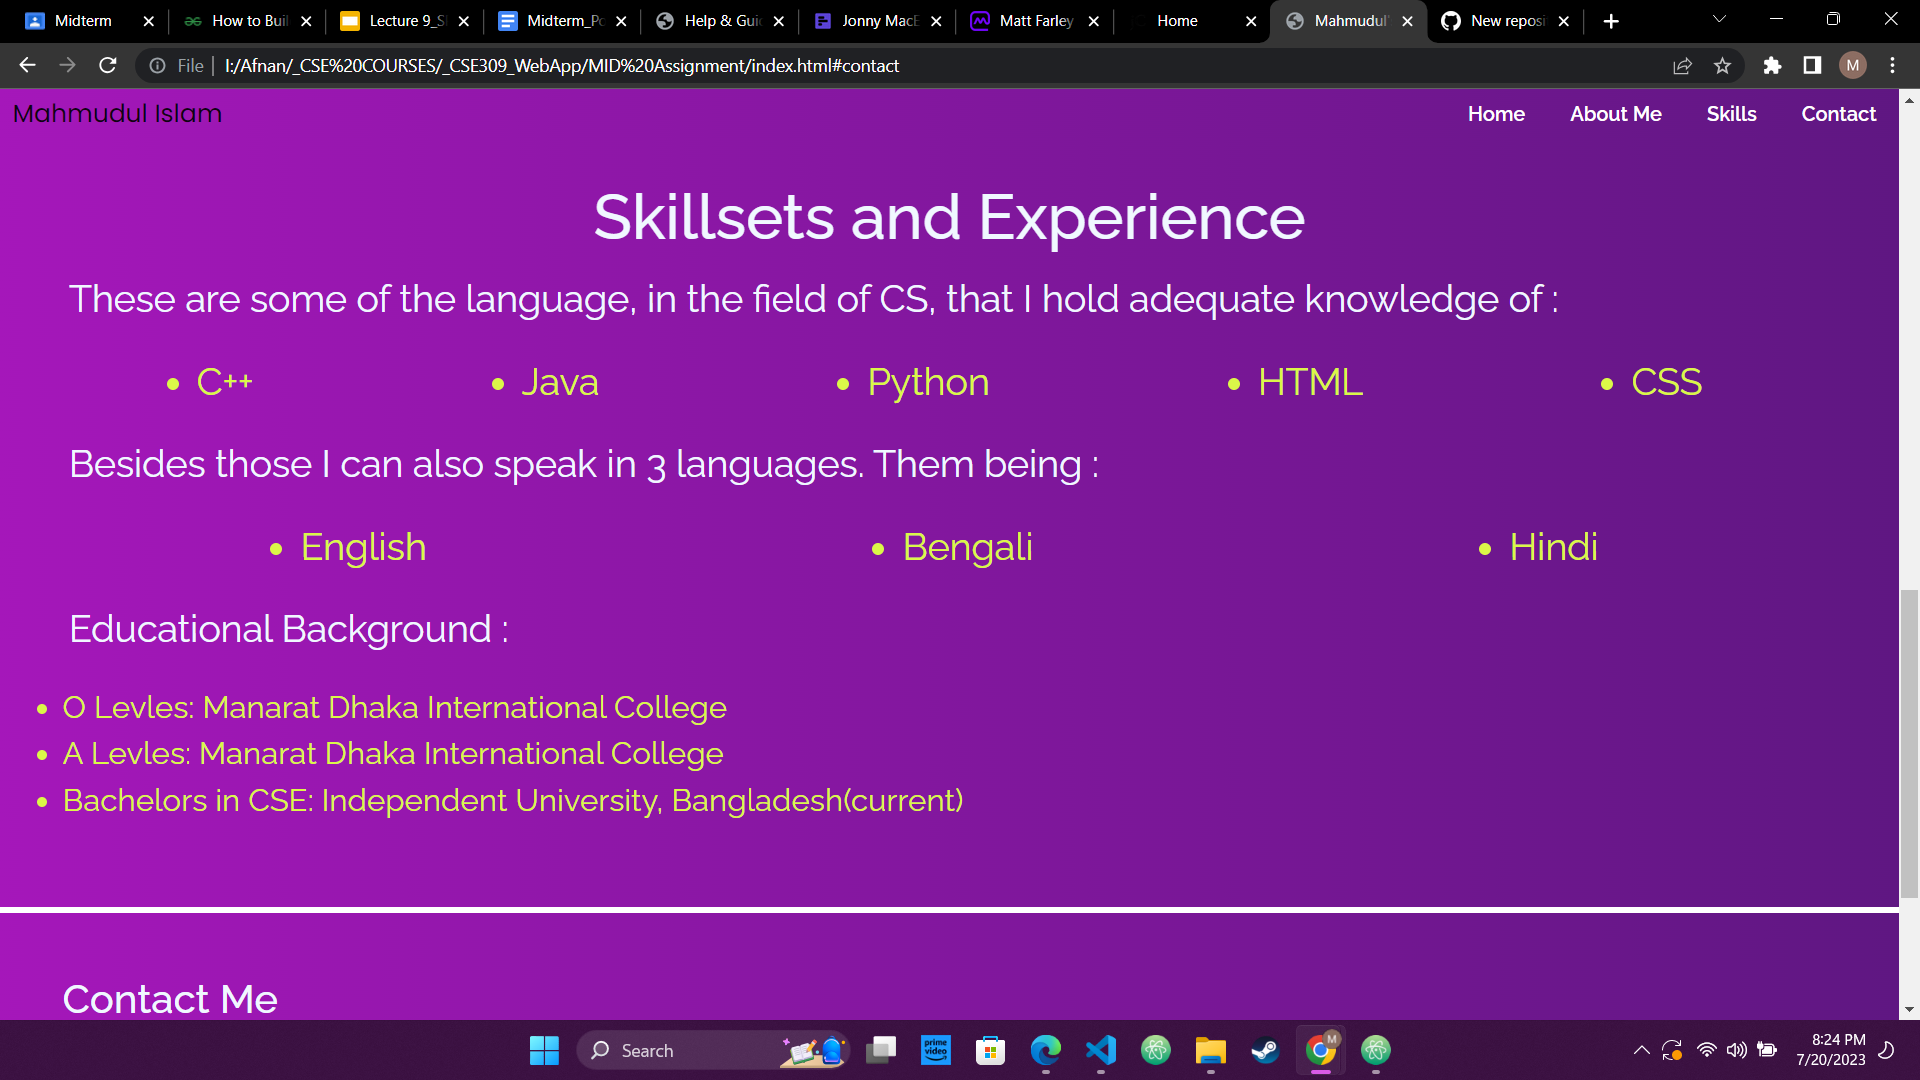 Midterm
How to Buil
Lecture 9_S
Midterm_Po
Help & Gui
Jonny MacE
Matt Farley
Home
Mahmudul'
New reposi
File
I:/Afnan/_CSE%20COURSES/_CSE309_WebApp/MID%20Assignment/index.html#contact
M
Mahmudul Islam
Home
About Me
Skills
Contact
Skillsets and Experience
These are some of the language, in the field of CS, that I hold adequate knowledge of :
• C++
• Java
• Python
• HTML
• CSS
Besides those I can also speak in 3 languages. Them being :
• English
• Bengali
• Hindi
Educational Background :
• O Levles: Manarat Dhaka International College
• A Levles: Manarat Dhaka International College
• Bachelors in CSE: Independent University, Bangladesh(current)
Contact Me
Search
prime video
M
8:24 PM
7/20/2023